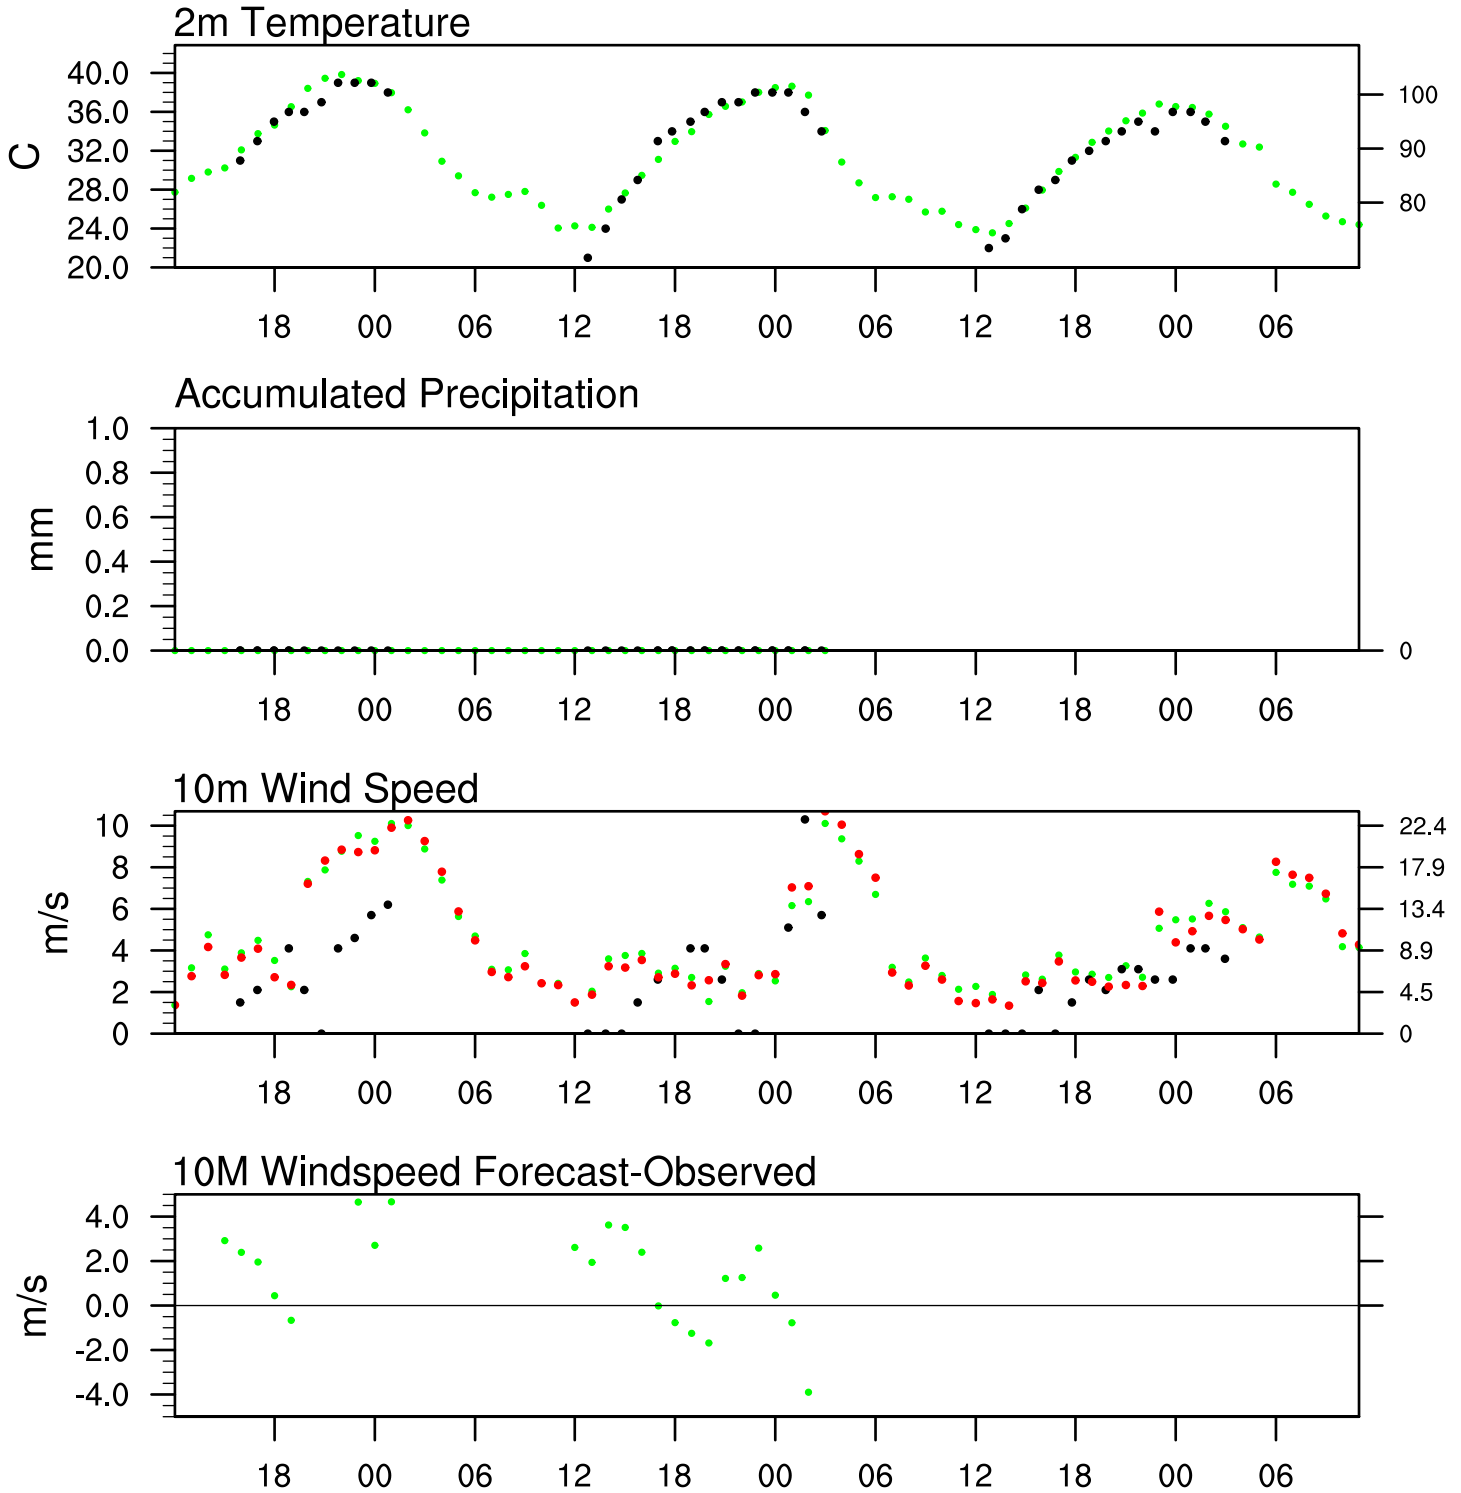 2m Temperature
40.0
36.0
32.0
28.0
24.0
20.0
C
100
90
80
18 00 06 12 18 00 06 12 18 00 06
Accumulated Precipitation
1.0
0.8
0.6
0.4
0.2
0.0
mm
0
18 00 06 12 18 00 06 12 18 00 06
10m Wind Speed
10
8
6
4
2
0
m/s
22.4
17.9
13.4
8.9
4.5
0
18 00 06 12 18 00 06 12 18 00 06
10M Windspeed Forecast-Observed
4.0
2.0
0.0
-2.0
-4.0
m/s
18 00 06 12 18 00 06 12 18 00 06